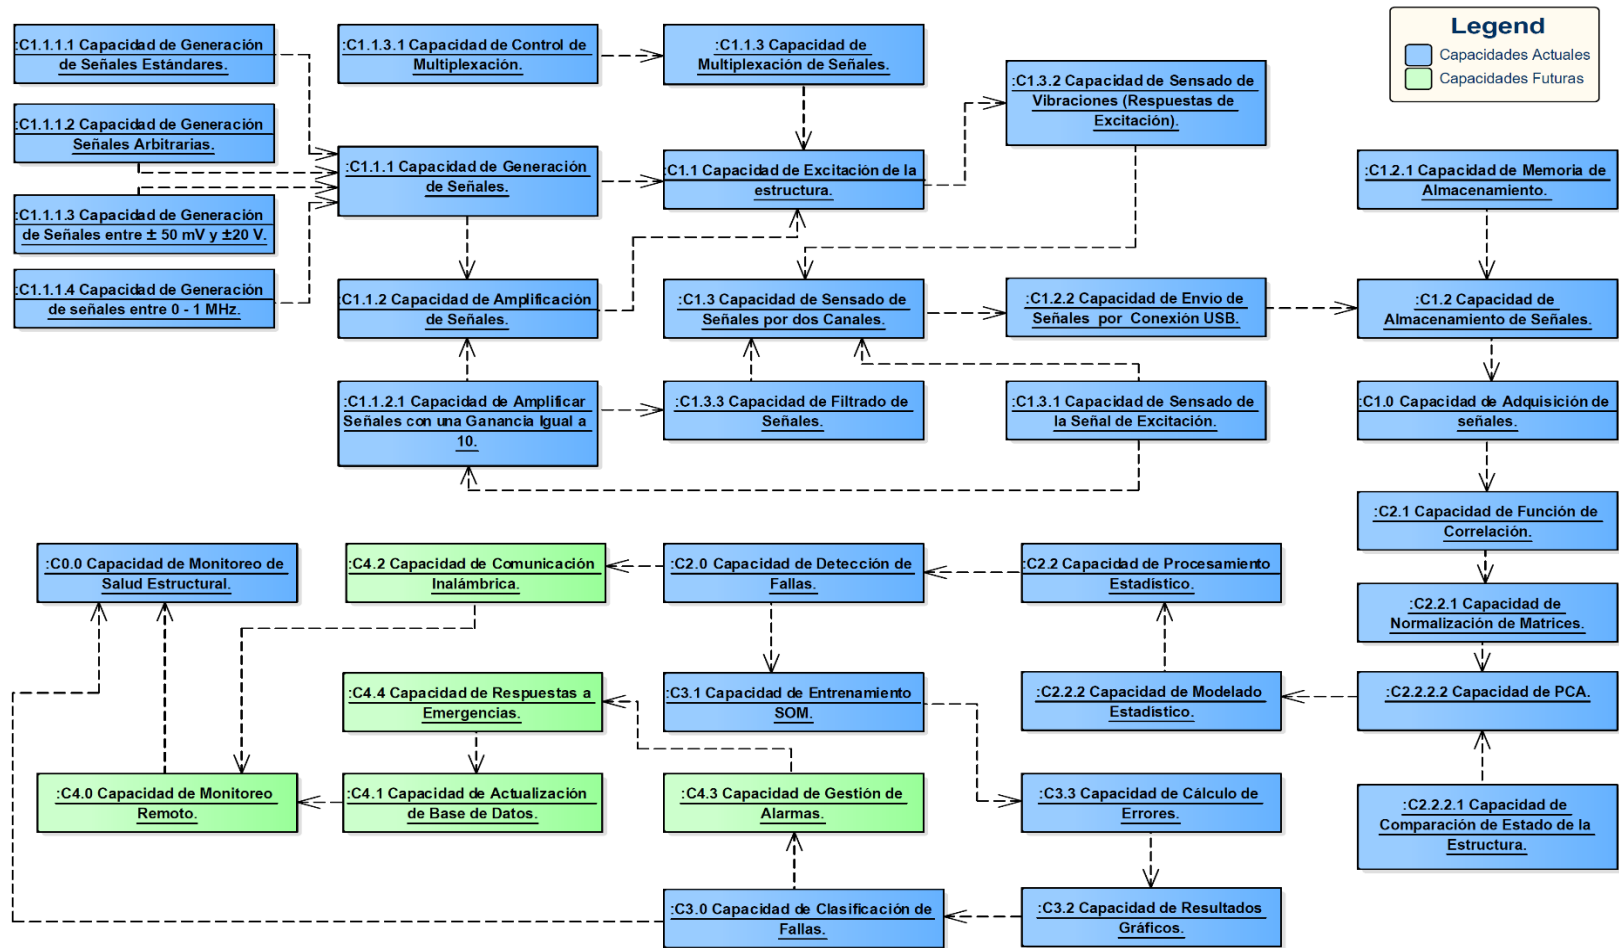 Legend
Capacidades Actuales
Capacidades Futuras
:C1.1.1.1 Capacidad de Generación
de Señales Estándares.
:C1.1.3.1 Capacidad de Control de
Multiplexación.
:C1.1.3 Capacidad de
Multiplexación de Señales.
:C1.3.2 Capacidad de Sensado de
Vibraciones (Respuestas de
Excitación).
:C1.1.1.2 Capacidad de Generación
Señales Arbitrarias.
:C1.1.1 Capacidad de Generación
de Señales.
:C1.1 Capacidad de Excitación de la
estructura.
:C1.2.1 Capacidad de Memoria de
Almacenamiento.
:C1.1.1.3 Capacidad de Generación
de Señales entre ± 50 mV y ±20 V.
:C1.1.1.4 Capacidad de Generación
de señales entre 0 - 1 MHz.
:C1.1.2 Capacidad de Amplificación
de Señales.
:C1.3 Capacidad de Sensado de
Señales por dos Canales.
:C1.2.2 Capacidad de Envío de
Señales por Conexión USB.
:C1.2 Capacidad de
Almacenamiento de Señales.
:C1.1.2.1 Capacidad de Amplificar
Señales con una Ganancia Igual a
10.
:C1.3.3 Capacidad de Filtrado de
Señales.
:C1.3.1 Capacidad de Sensado de
la Señal de Excitación.
:C1.0 Capacidad de Adquisición de
señales.
:C2.1 Capacidad de Función de
Correlación.
:C0.0 Capacidad de Monitoreo de
Salud Estructural.
:C4.2 Capacidad de Comunicación
Inalámbrica.
:C2.0 Capacidad de Detección de
Fallas.
:C2.2 Capacidad de Procesamiento
Estadístico.
:C2.2.1 Capacidad de
Normalización de Matrices.
:C4.4 Capacidad de Respuestas a
Emergencias.
:C3.1 Capacidad de Entrenamiento
SOM.
:C2.2.2 Capacidad de Modelado
Estadístico.
:C2.2.2.2 Capacidad de PCA.
:C4.0 Capacidad de Monitoreo
Remoto.
:C4.1 Capacidad de Actualización
de Base de Datos.
:C4.3 Capacidad de Gestión de
Alarmas.
:C3.3 Capacidad de Cálculo de
Errores.
:C2.2.2.1 Capacidad de
Comparación de Estado de la
Estructura.
:C3.0 Capacidad de Clasificación de
Fallas.
:C3.2 Capacidad de Resultados
Gráficos.